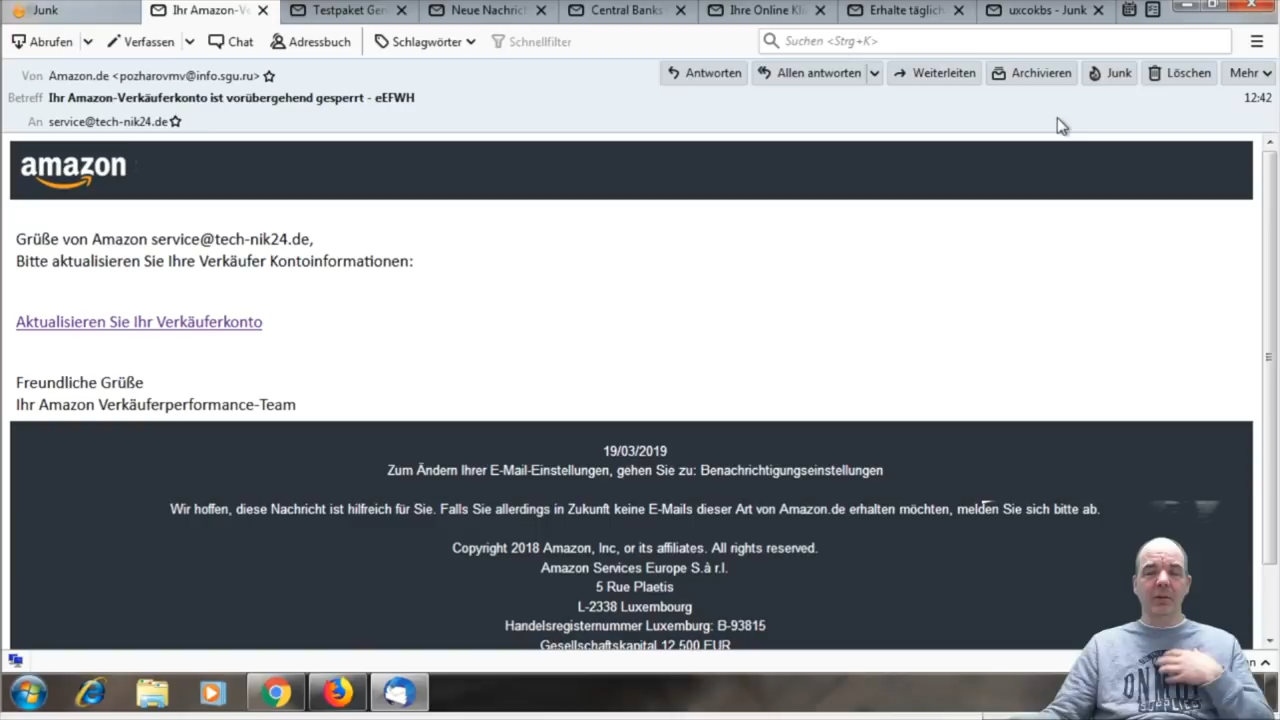 Junk
Ihr Amazon-Ve
Testpaket Gen
Neue Nachrich
Central Banks
Ihre Online Kla
Erhalte täglich
uxcokbs - Junk
Abrufen
Verfassen
Chat
Adressbuch
Schlagwörter
Schnellfilter
Suchen <Strg+K>
Von Amazon.de <pozharovmv@info.sgu.ru>
Antworten
Allen antworten
Weiterleiten
Archivieren
Junk
Löschen
Mehr
Betreff Ihr Amazon-Verkäuferkonto ist vorübergehend gesperrt - eEFWH
12:42
An service@tech-nik24.de
amazon
Grüße von Amazon service@tech-nik24.de,
Bitte aktualisieren Sie Ihre Verkäufer Kontoinformationen:
Aktualisieren Sie Ihr Verkäuferkonto
Freundliche Grüße
Ihr Amazon Verkäuferperformance-Team
19/03/2019
Zum Ändern Ihrer E-Mail-Einstellungen, gehen Sie zu: Benachrichtigungseinstellungen
Wir hoffen, diese Nachricht ist hilfreich für Sie. Falls Sie allerdings in Zukunft keine E-Mails dieser Art von Amazon.de erhalten möchten, melden Sie sich bitte ab.
Copyright 2018 Amazon, Inc, or its affiliates. All rights reserved.
Amazon Services Europe S.à r.l.
5 Rue Plaetis
L-2338 Luxembourg
Handelsregisternummer Luxemburg: B-93815
Gesellschaftskapital 12.500 EUR